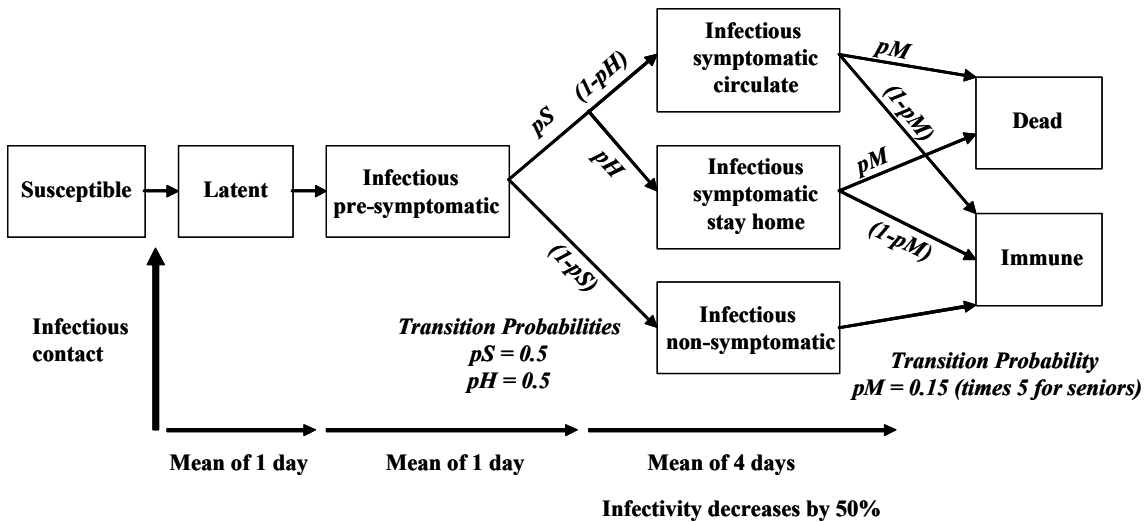 Susceptible
Latent
Infectious
pre-symptomatic
pS
(1-pH)
pH
(1-pS)
Infectious
symptomatic
circulate
Infectious
symptomatic
stay home
Infectious
non-symptomatic
pM
(1-pM)
pM
(1-pM)
Dead
Immune
Infectious
contact
Transition Probabilities
pS = 0.5
pH = 0.5
Transition Probability
pM = 0.15 (times 5 for seniors)
Mean of 1 day
Mean of 1 day
Mean of 4 days
Infectivity decreases by 50%